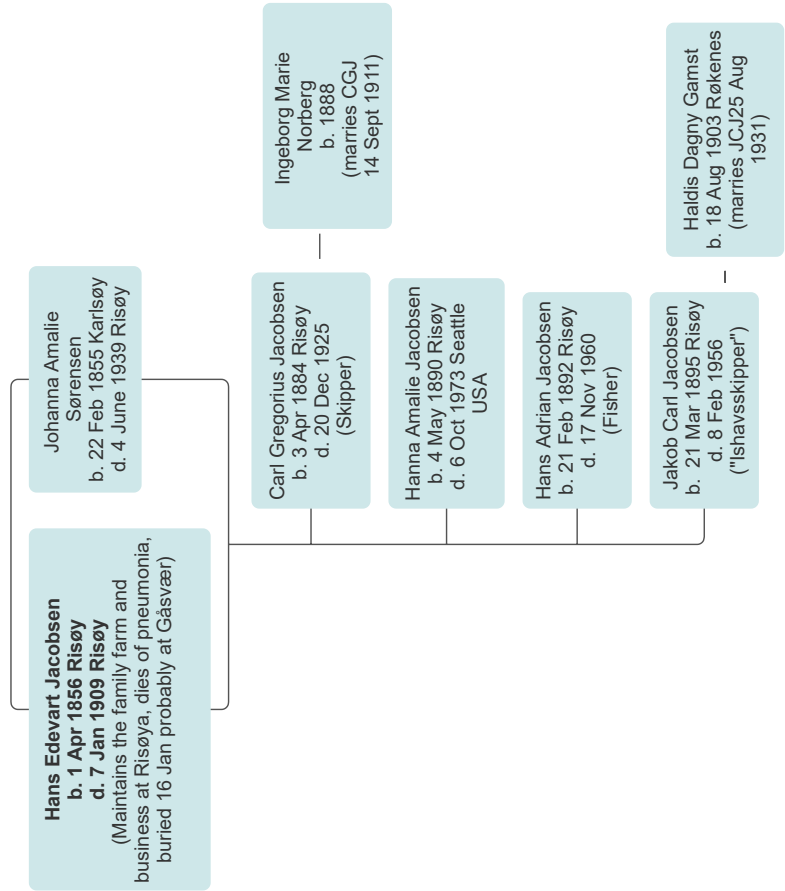 Hans Edevart Jacobsen
b. 1 Apr 1856 Risøy
d. 7 Jan 1909 Risøy
(Maintains the family farm and
business at Risøya, dies of pneumonia,
buried 16 Jan probably at Gåsvær)
Johanna Amalie
Sørensen
b. 22 Feb 1855 Karlsøy
d. 4 June 1939 Risøy
Carl Gregorius Jacobsen
b. 3 Apr 1884 Risøy
d. 20 Dec 1925
(Skipper)
Ingeborg Marie
Norberg
b. 1888
(marries CGJ
14 Sept 1911)
Hanna Amalie Jacobsen
b. 4 May 1890 Risøy
d. 6 Oct 1973 Seattle
USA
Hans Adrian Jacobsen
b. 21 Feb 1892 Risøy
d. 17 Nov 1960
(Fisher)
Jakob Carl Jacobsen
b. 21 Mar 1895 Risøy
d. 8 Feb 1956
("Ishavsskipper")
Haldis Dagny Gamst
b. 18 Aug 1903 Røkenes
(marries JCJ25 Aug
1931)